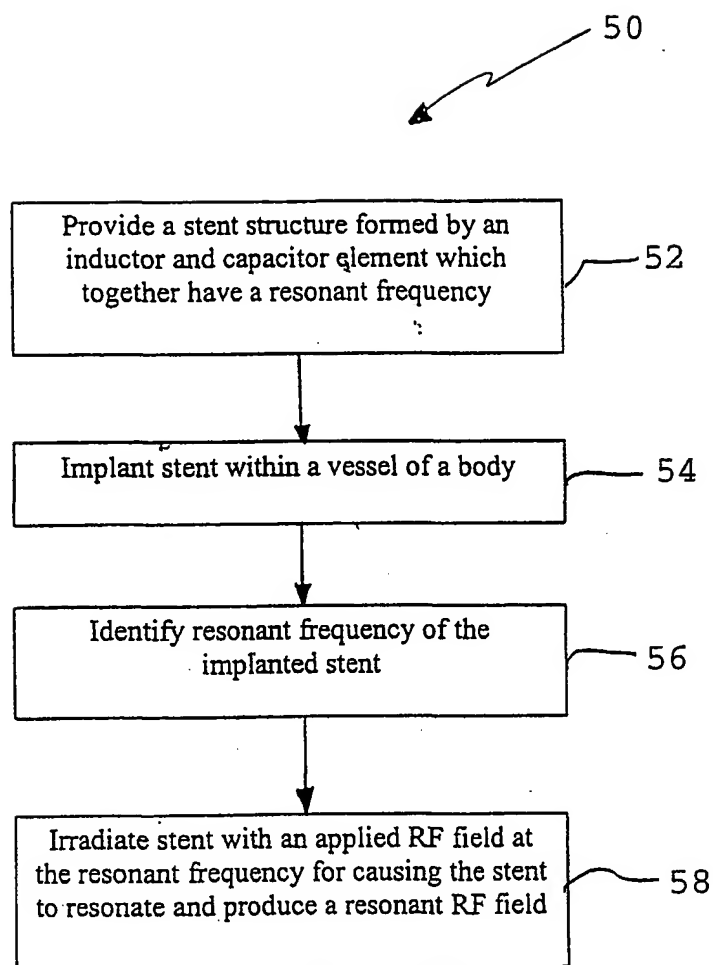 50
Provide a stent structure formed by an
inductor and capacitor element which
together have a resonant frequency
52
Implant stent within a vessel of a body
54
Identify resonant frequency of the
implanted stent
56
Irradiate stent with an applied RF field at
the resonant frequency for causing the stent
to resonate and produce a resonant RF field
58